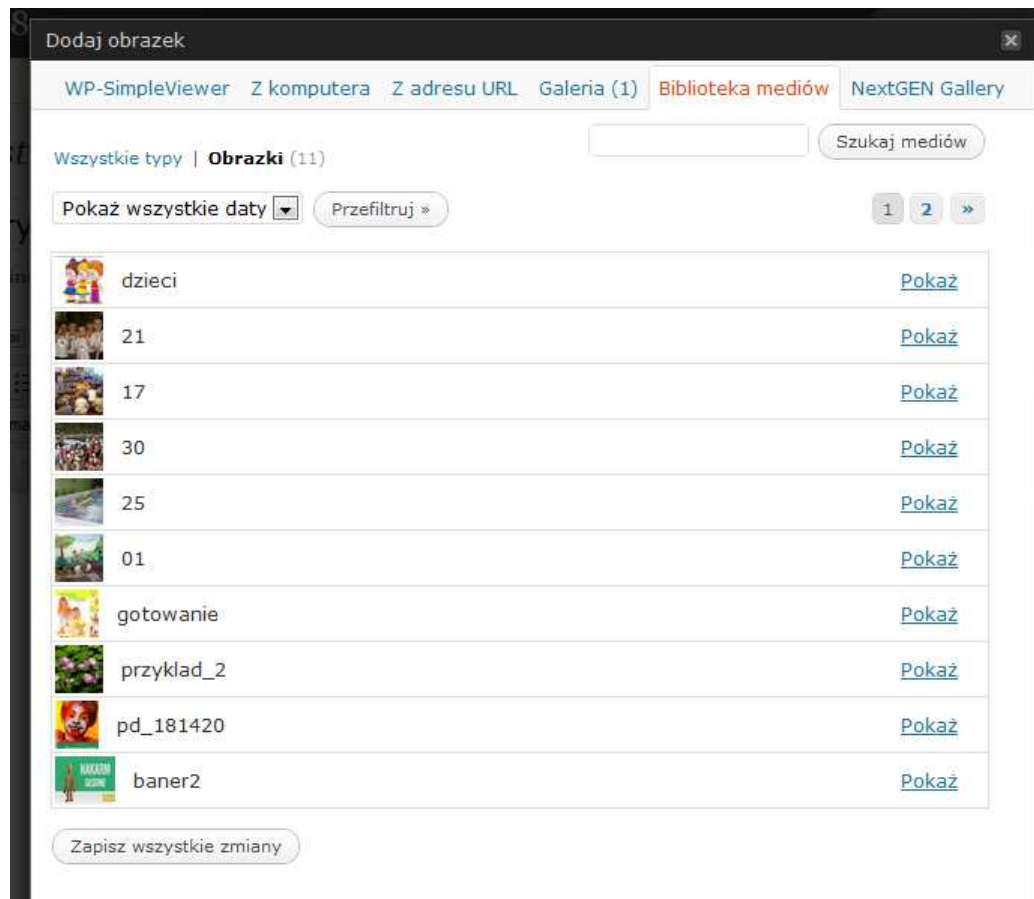 Dodaj obrazek
WP-SimpleViewer Z komputera Z adresu URL Galeria (1) Biblioteka mediów NextGEN Gallery
Szukaj mediów
Wszystkie typy | Obrazki (11)
Pokaż wszystkie daty Przefiltruj » 1 2 »
dzieci Pokaż
21 Pokaż
17 Pokaż
30 Pokaż
25 Pokaż
01 Pokaż
gotowanie Pokaż
przyklad_2 Pokaż
pd_181420 Pokaż
NAKARM
baner2 Pokaż
Zapisz wszystkie zmiany